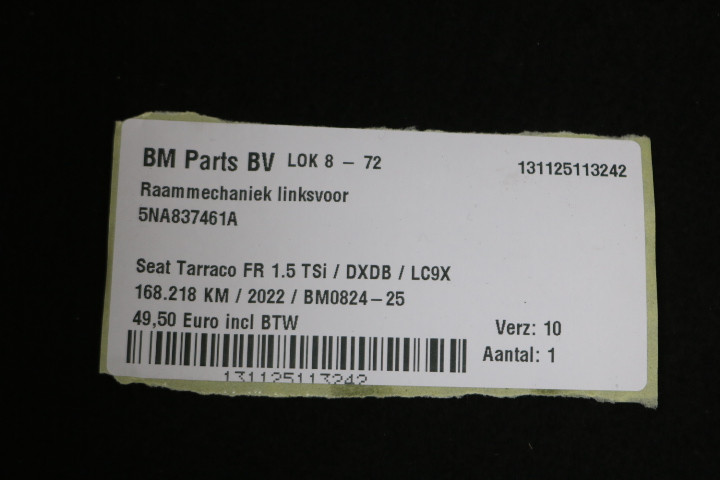 BM Parts BV LOK 8 - 72 131125113242
Raammechaniek linksvoor
5NA837461A
Seat Tarraco FR 1.5 TSi / DXDB / LC9X
168.218 KM / 2022 / BM0824-25
49,50 Euro incl BTW
Verz: 10
Aantal: 1
131125113242